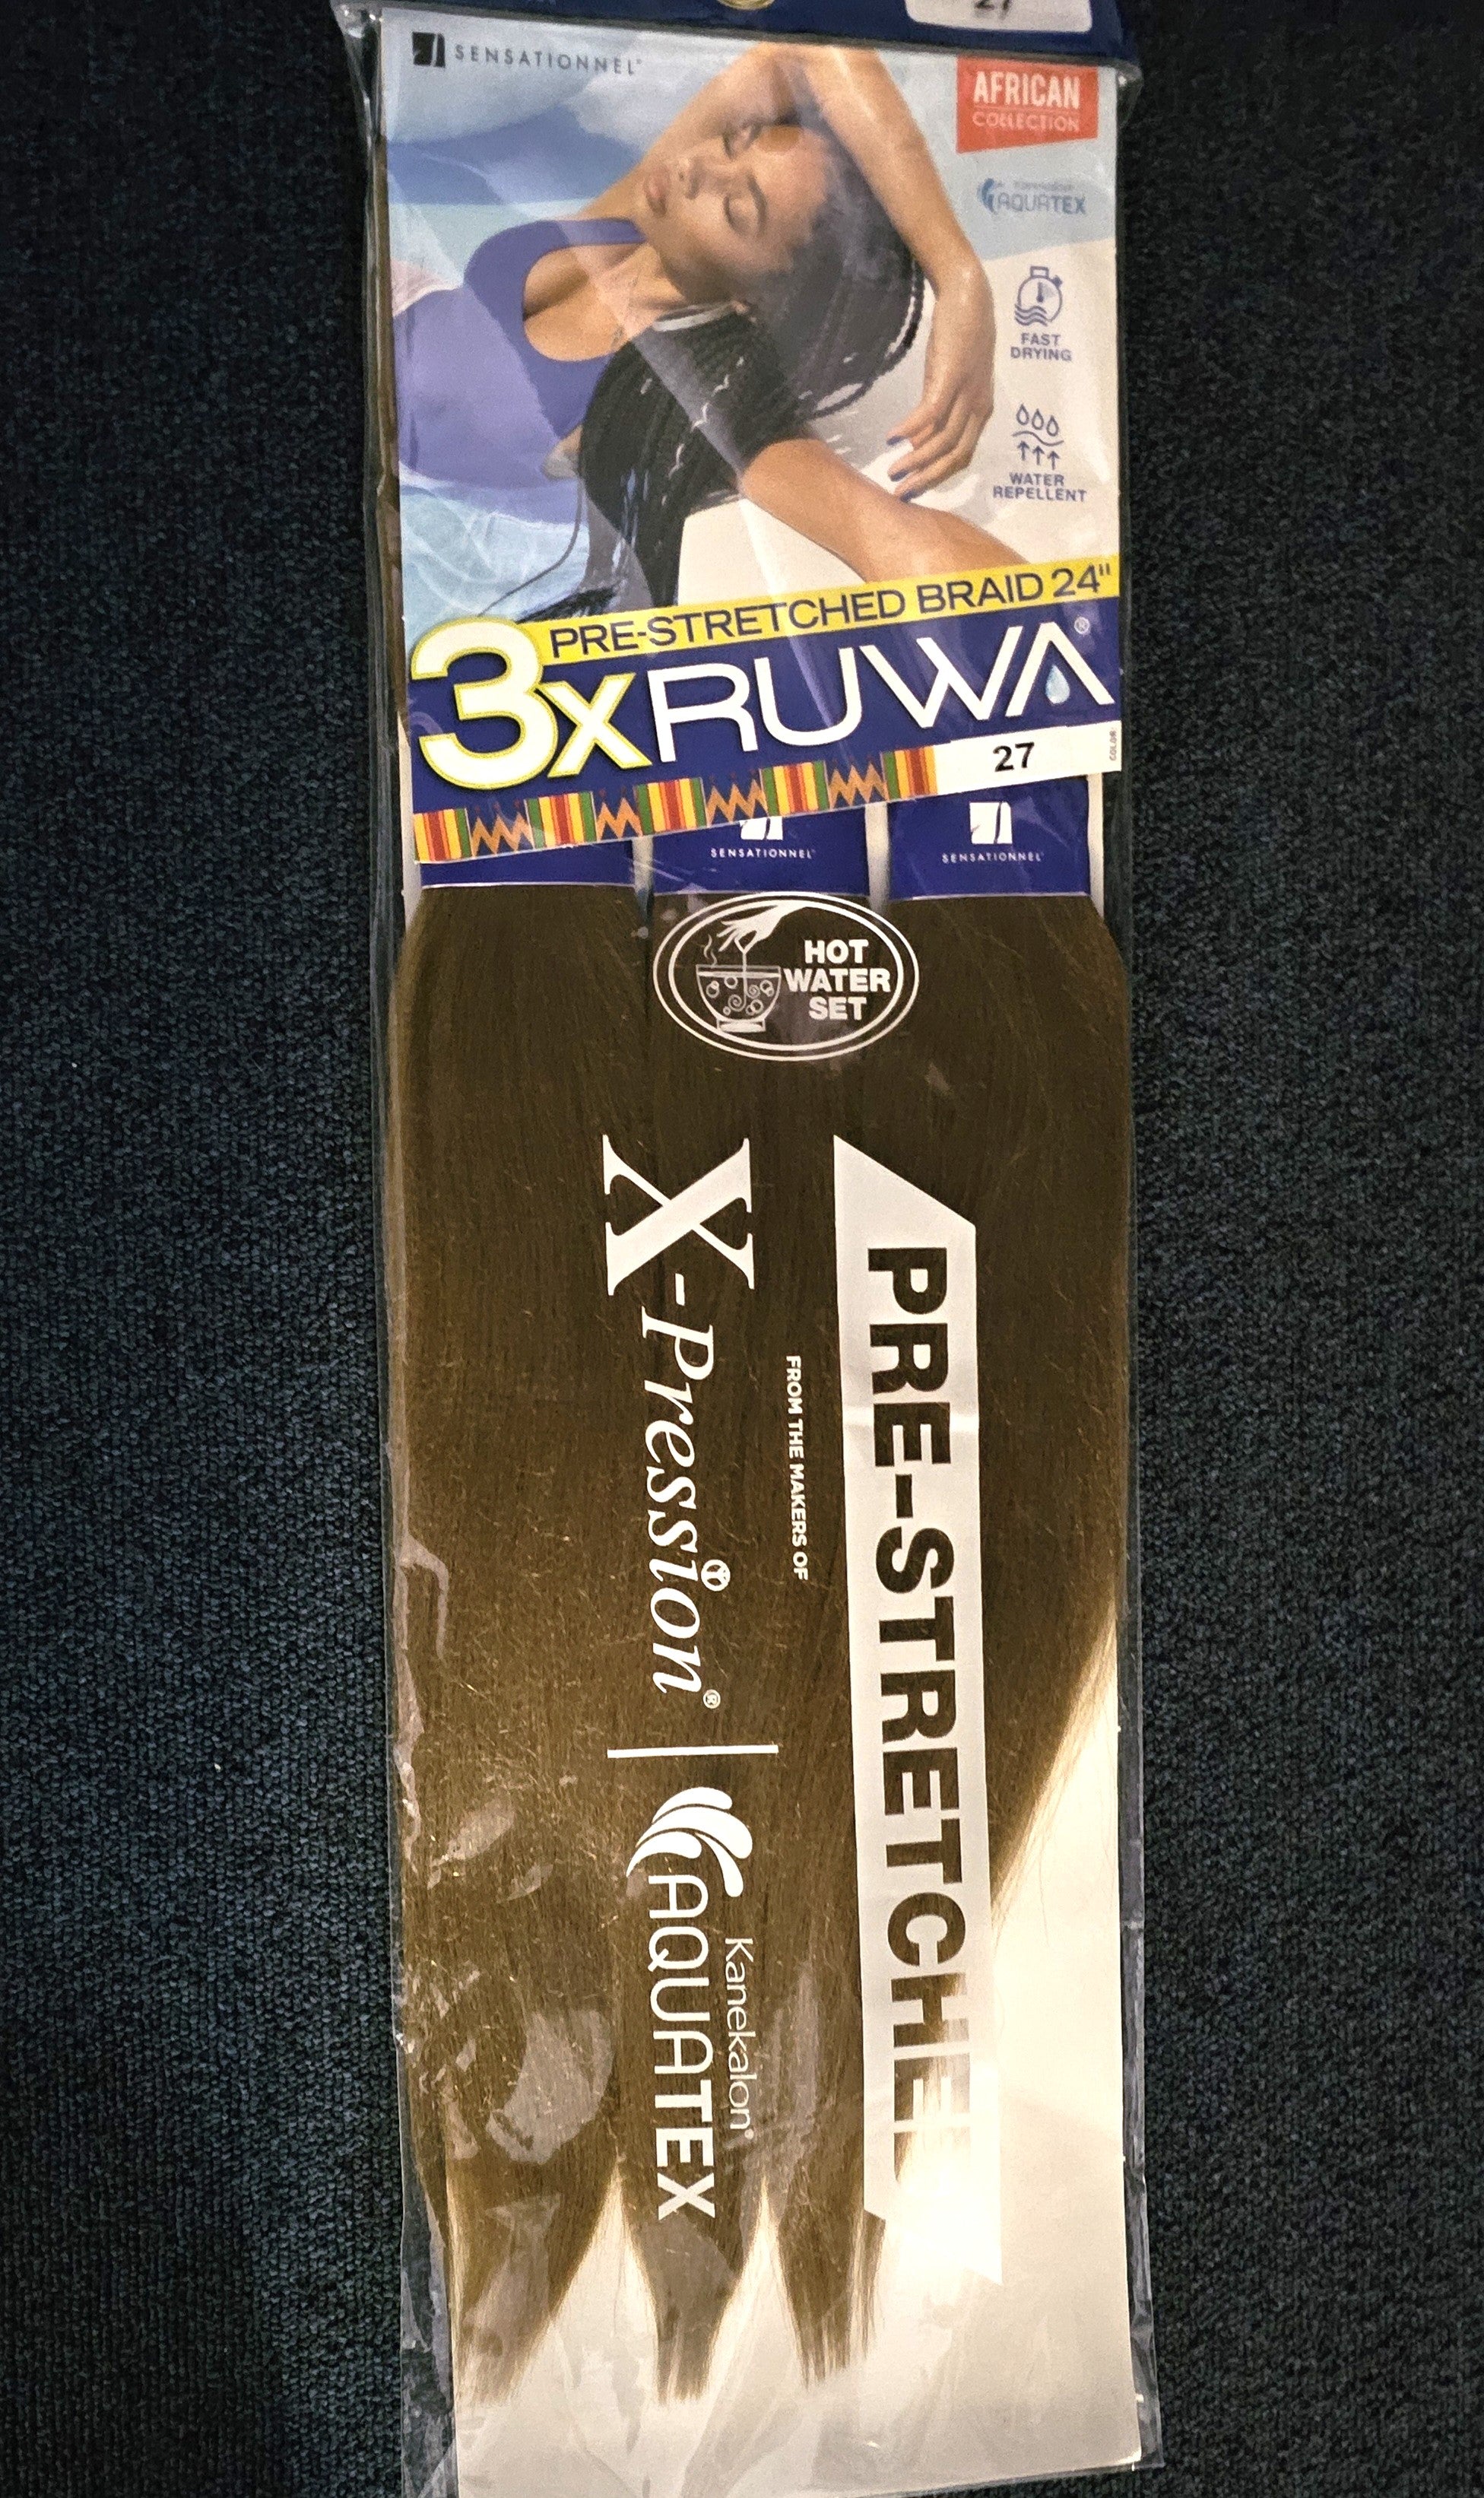 27
SENSATIONNEL
AFRICAN
COLLECTION
AQUATEX
FAST
DRYING
WATER
REPELLENT
PRE-STRETCHED BRAID 24"
3x RUWA®
27
COLOR
SENSATIONNEL
SENSATIONNEL
HOT
WATER
SET
PRE-STRETCHED
FROM THE MAKERS OF
X-Pression®
Kanekalon®
AQUATEX